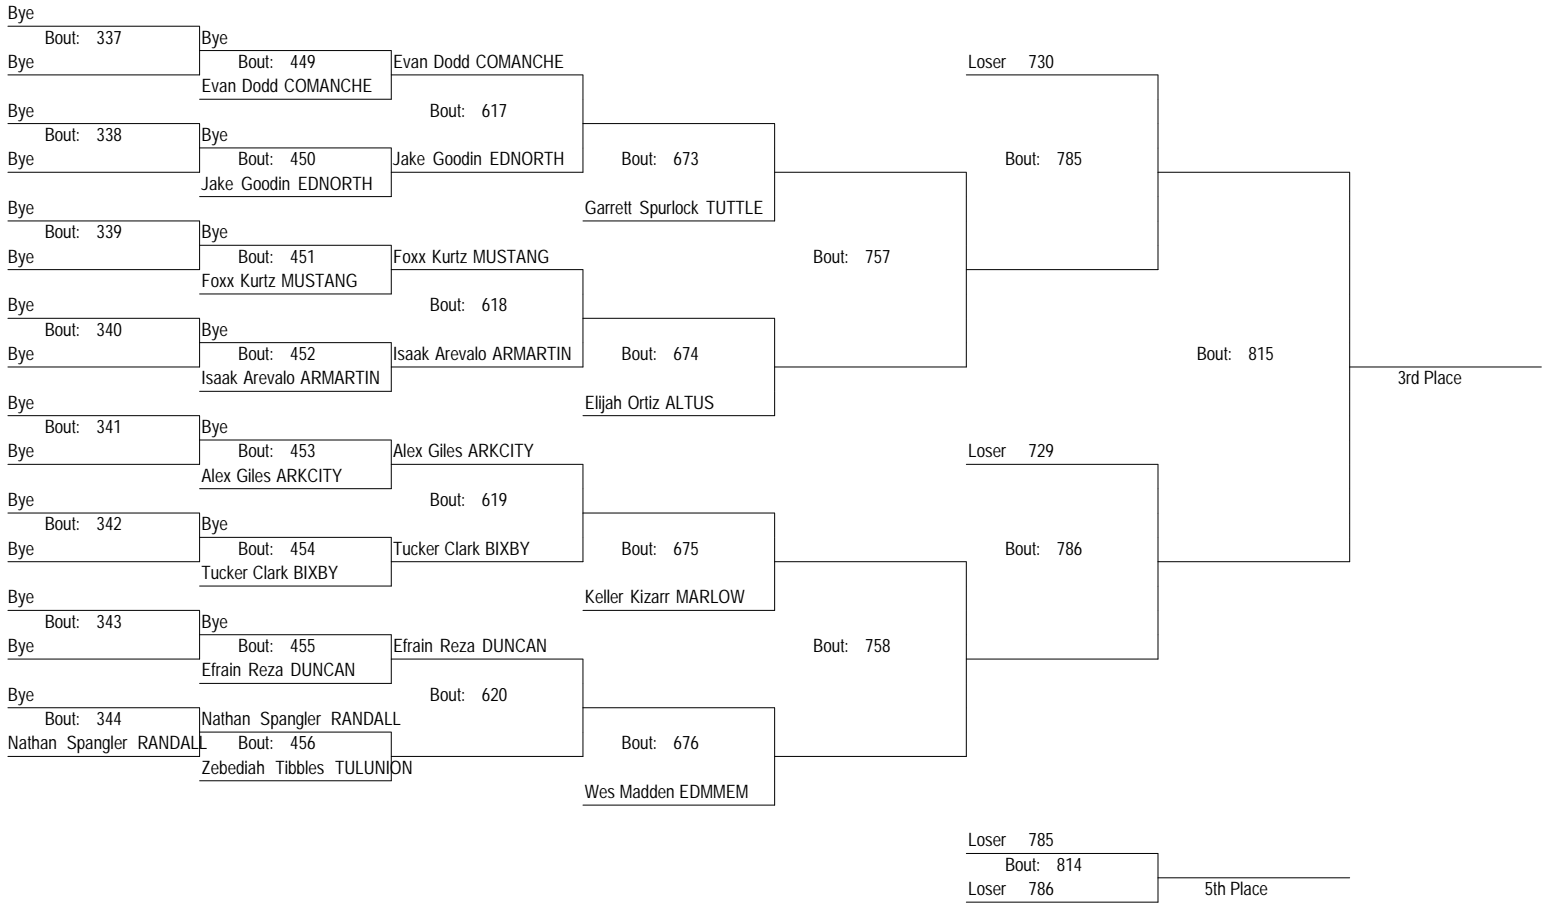 Bye
Bout: 337
Bye
Bye
Bout: 449
Evan Dodd COMANCHE
Evan Dodd COMANCHE
Loser 730
Bye
Bout: 338
Bye
Bye
Bout: 450
Jake Goodin EDNORTH
Bout: 617
Jake Goodin EDNORTH
Bout: 673
Garrett Spurlock TUTTLE
Bout: 785
Bye
Bout: 339
Bye
Bye
Bout: 451
Foxx Kurtz MUSTANG
Foxx Kurtz MUSTANG
Bout: 757
Bye
Bout: 340
Bye
Bye
Bout: 452
Isaak Arevalo ARMARTIN
Bout: 618
Isaak Arevalo ARMARTIN
Bout: 674
Elijah Ortiz ALTUS
Bout: 815
3rd Place
Bye
Bout: 341
Bye
Bye
Bout: 453
Alex Giles ARKCITY
Alex Giles ARKCITY
Loser 729
Bye
Bout: 342
Bye
Bye
Bout: 454
Tucker Clark BIXBY
Bout: 619
Tucker Clark BIXBY
Bout: 675
Keller Kizarr MARLOW
Bout: 786
Bye
Bout: 343
Bye
Bye
Bout: 455
Efrain Reza DUNCAN
Efrain Reza DUNCAN
Bout: 758
Bye
Bout: 344
Nathan Spangler RANDALL
Nathan Spangler RANDALL
Bout: 456
Zebediah Tibbles TULUNION
Bout: 620
Bout: 676
Wes Madden EDMMEM
Loser 785
Bout: 814
Loser 786
5th Place